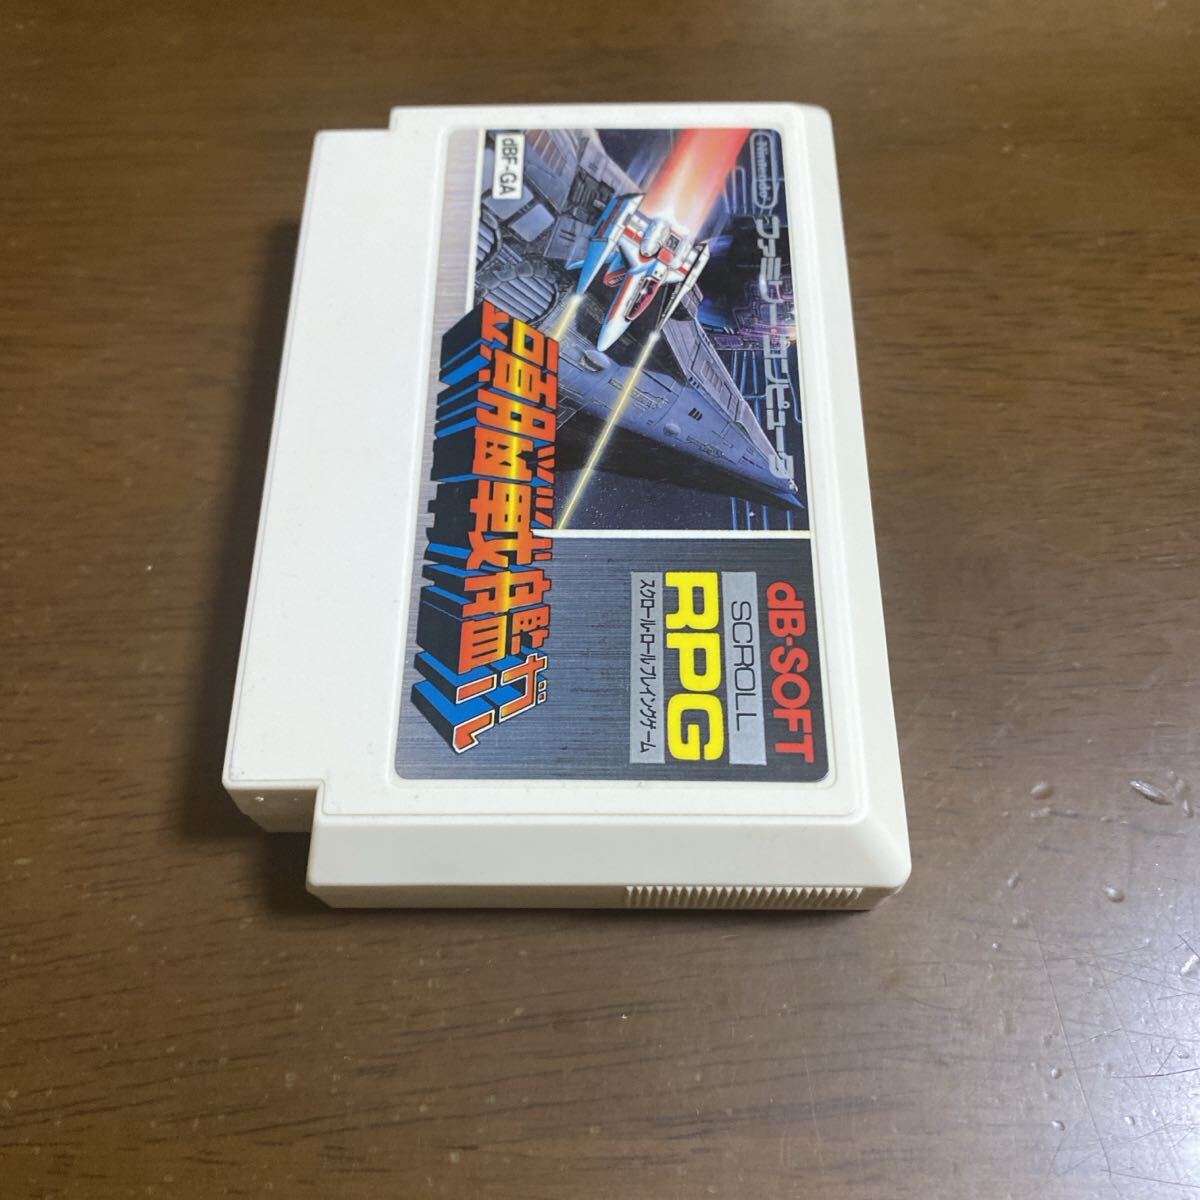 Nintendo
ファミリーコンピュータ
dBF-GA
頭脳戦艦ガル
dB-SOFT
SCROLL
RPG
スクロール・ロールプレイングゲーム